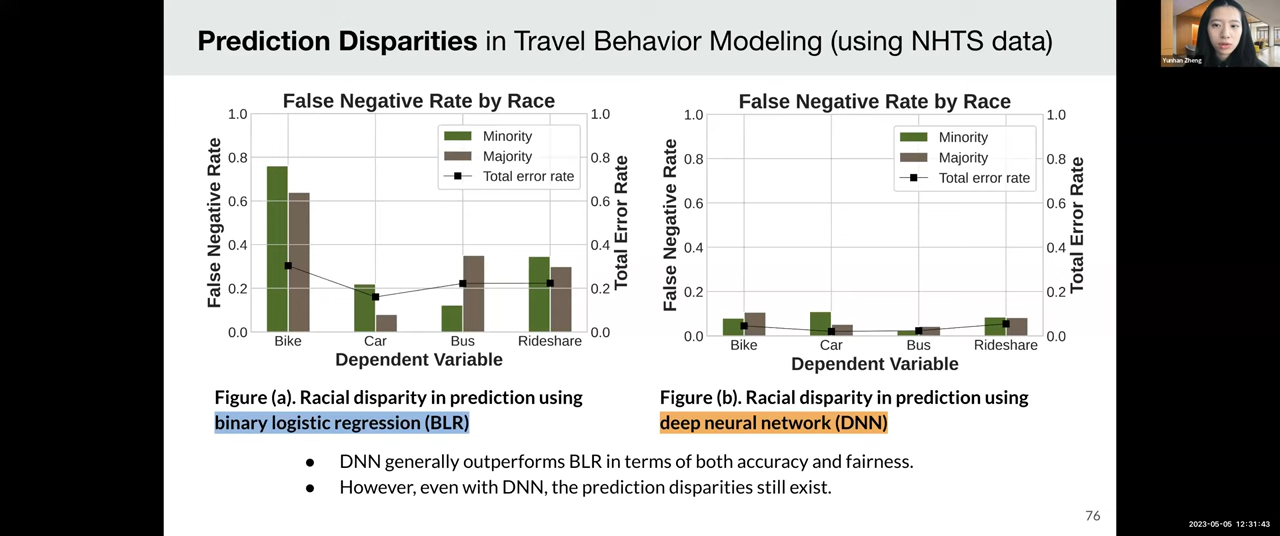 Prediction Disparities in Travel Behavior Modeling (using NHTS data)
Yunhan Zheng
False Negative Rate by Race
1.0
0.8
0.6
0.4
0.2
0.0
False Negative Rate
Minority
Majority
Total error rate
1.0
0.8
0.6
0.4
0.2
0.0
Total Error Rate
Bike Car Bus Rideshare
Dependent Variable
Figure (a). Racial disparity in prediction using
binary logistic regression (BLR)
False Negative Rate by Race
1.0
0.8
0.6
0.4
0.2
0.0
False Negative Rate
Minority
Majority
Total error rate
1.0
0.8
0.6
0.4
0.2
0.0
Total Error Rate
Bike Car Bus Rideshare
Dependent Variable
Figure (b). Racial disparity in prediction using
deep neural network (DNN)
● DNN generally outperforms BLR in terms of both accuracy and fairness.
● However, even with DNN, the prediction disparities still exist.
76
2023-05-05 12:31:43